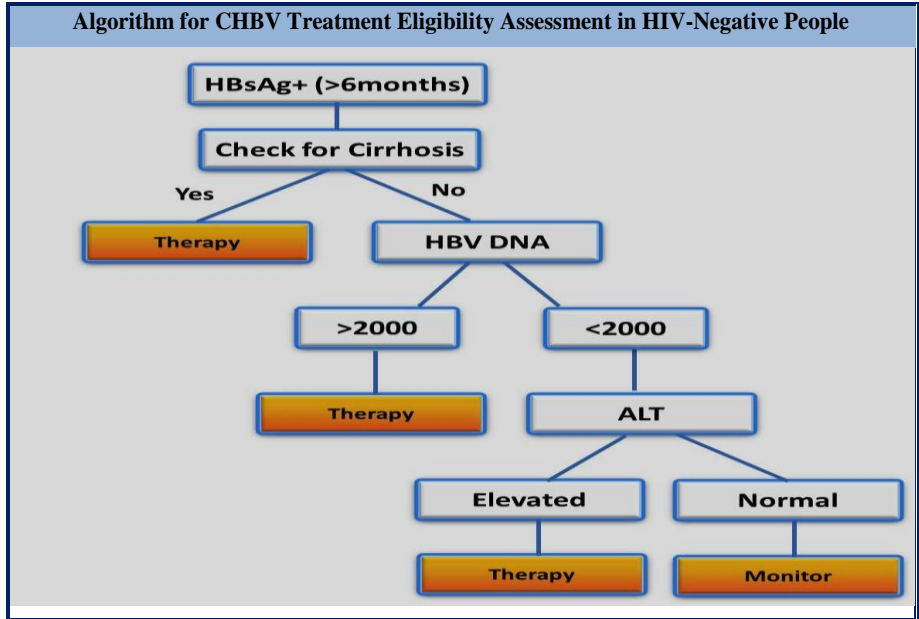 Algorithm for CHBV Treatment Eligibility Assessment in HIV-Negative People
HBsAg+ (>6months)
Check for Cirrhosis
Yes
No
Therapy
HBV DNA
>2000
<2000
Therapy
ALT
Elevated
Normal
Therapy
Monitor